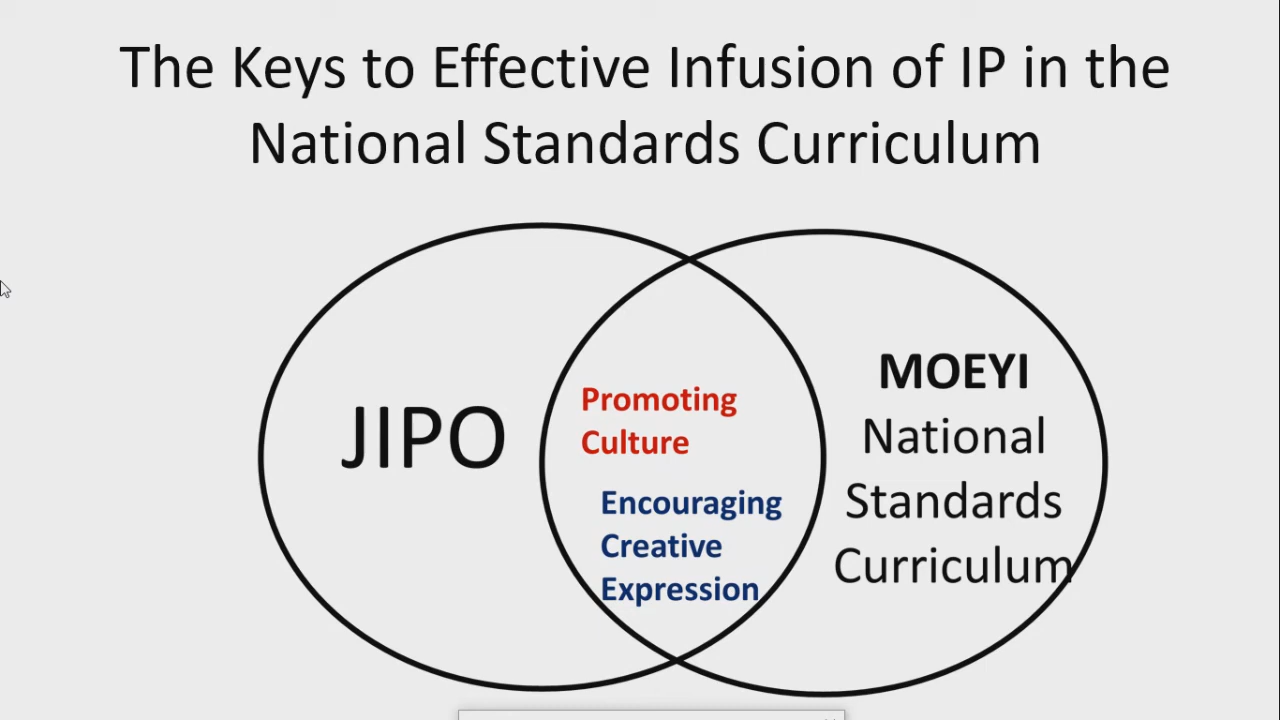 The Keys to Effective Infusion of IP in the
National Standards Curriculum
JIPO
Promoting
Culture
Encouraging
Creative
Expression
MOEYI
National
Standards
Curriculum